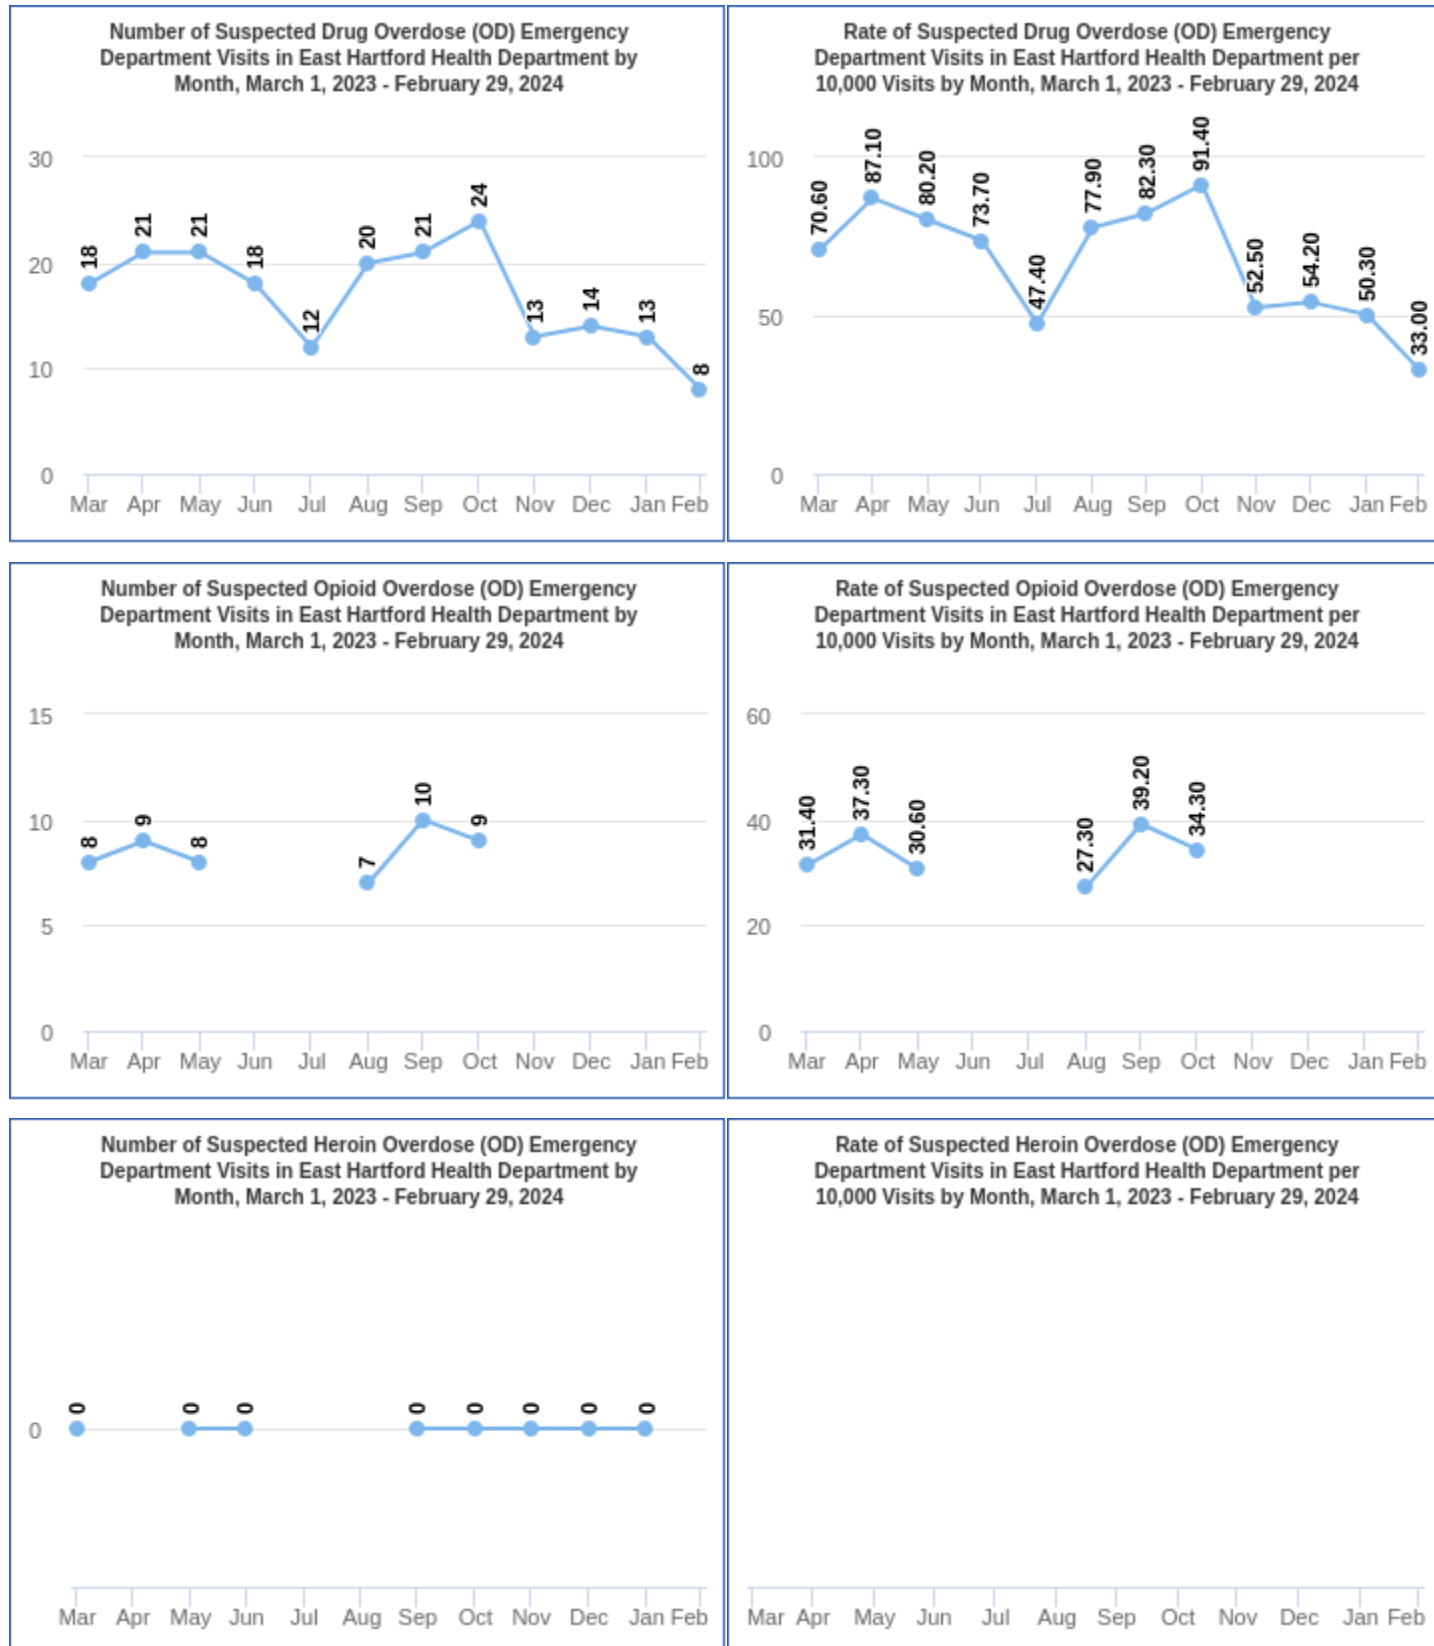 Number of Suspected Drug Overdose (OD) Emergency
Department Visits in East Hartford Health Department by
Month, March 1, 2023 - February 29, 2024
30
20
10
0
18
21
21
18
12
20
21
24
13
14
13
8
Mar Apr May Jun Jul Aug Sep Oct Nov Dec Jan Feb
Rate of Suspected Drug Overdose (OD) Emergency
Department Visits in East Hartford Health Department per
10,000 Visits by Month, March 1, 2023 - February 29, 2024
100
50
0
70.60
87.10
80.20
73.70
47.40
77.90
82.30
91.40
52.50
54.20
50.30
33.00
Mar Apr May Jun Jul Aug Sep Oct Nov Dec Jan Feb
Number of Suspected Opioid Overdose (OD) Emergency
Department Visits in East Hartford Health Department by
Month, March 1, 2023 - February 29, 2024
15
10
5
0
8
9
8
7
10
9
Mar Apr May Jun Jul Aug Sep Oct Nov Dec Jan Feb
Rate of Suspected Opioid Overdose (OD) Emergency
Department Visits in East Hartford Health Department per
10,000 Visits by Month, March 1, 2023 - February 29, 2024
60
40
20
0
31.40
37.30
30.60
27.30
39.20
34.30
Mar Apr May Jun Jul Aug Sep Oct Nov Dec Jan Feb
Number of Suspected Heroin Overdose (OD) Emergency
Department Visits in East Hartford Health Department by
Month, March 1, 2023 - February 29, 2024
0
0
0
0
0
0
0
0
0
Mar Apr May Jun Jul Aug Sep Oct Nov Dec Jan Feb
Rate of Suspected Heroin Overdose (OD) Emergency
Department Visits in East Hartford Health Department per
10,000 Visits by Month, March 1, 2023 - February 29, 2024
Mar Apr May Jun Jul Aug Sep Oct Nov Dec Jan Feb